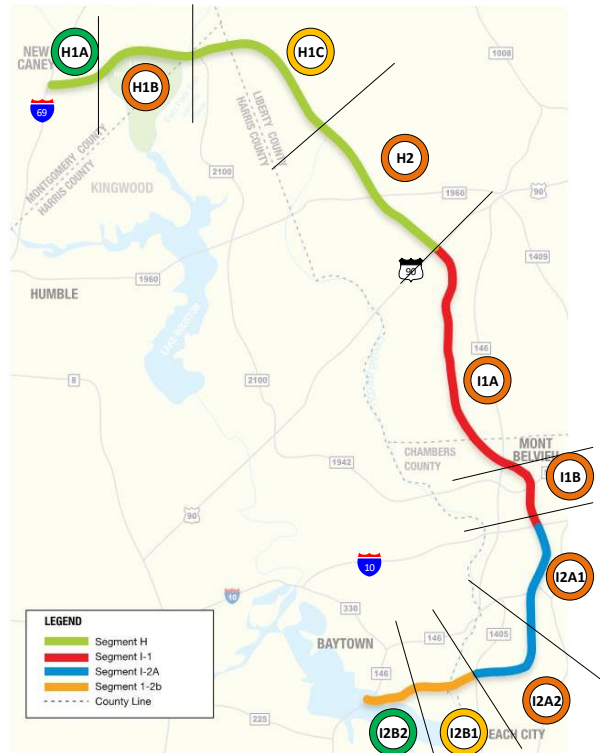 H1A
NEW
CANEY
H1B
H1C
1008
69
LIBERTY COUNTY
HARRIS COUNTY
MONTGOMERY COUNTY
HARRIS COUNTY
H2
2100
KINGWOOD
1960
90
90
1409
1960
HUMBLE
LAKE HOUSTON
146
8
2100
I1A
CHAMBERS
COUNTY
MONT
BELVIEU
1942
I1B
90
10
I2A1
10
330
LEGEND
Segment H
Segment I-1
Segment I-2A
Segment 1-2b
County Line
BAYTOWN
146
1405
146
I2A2
225
I2B2
I2B1
EACH CITY